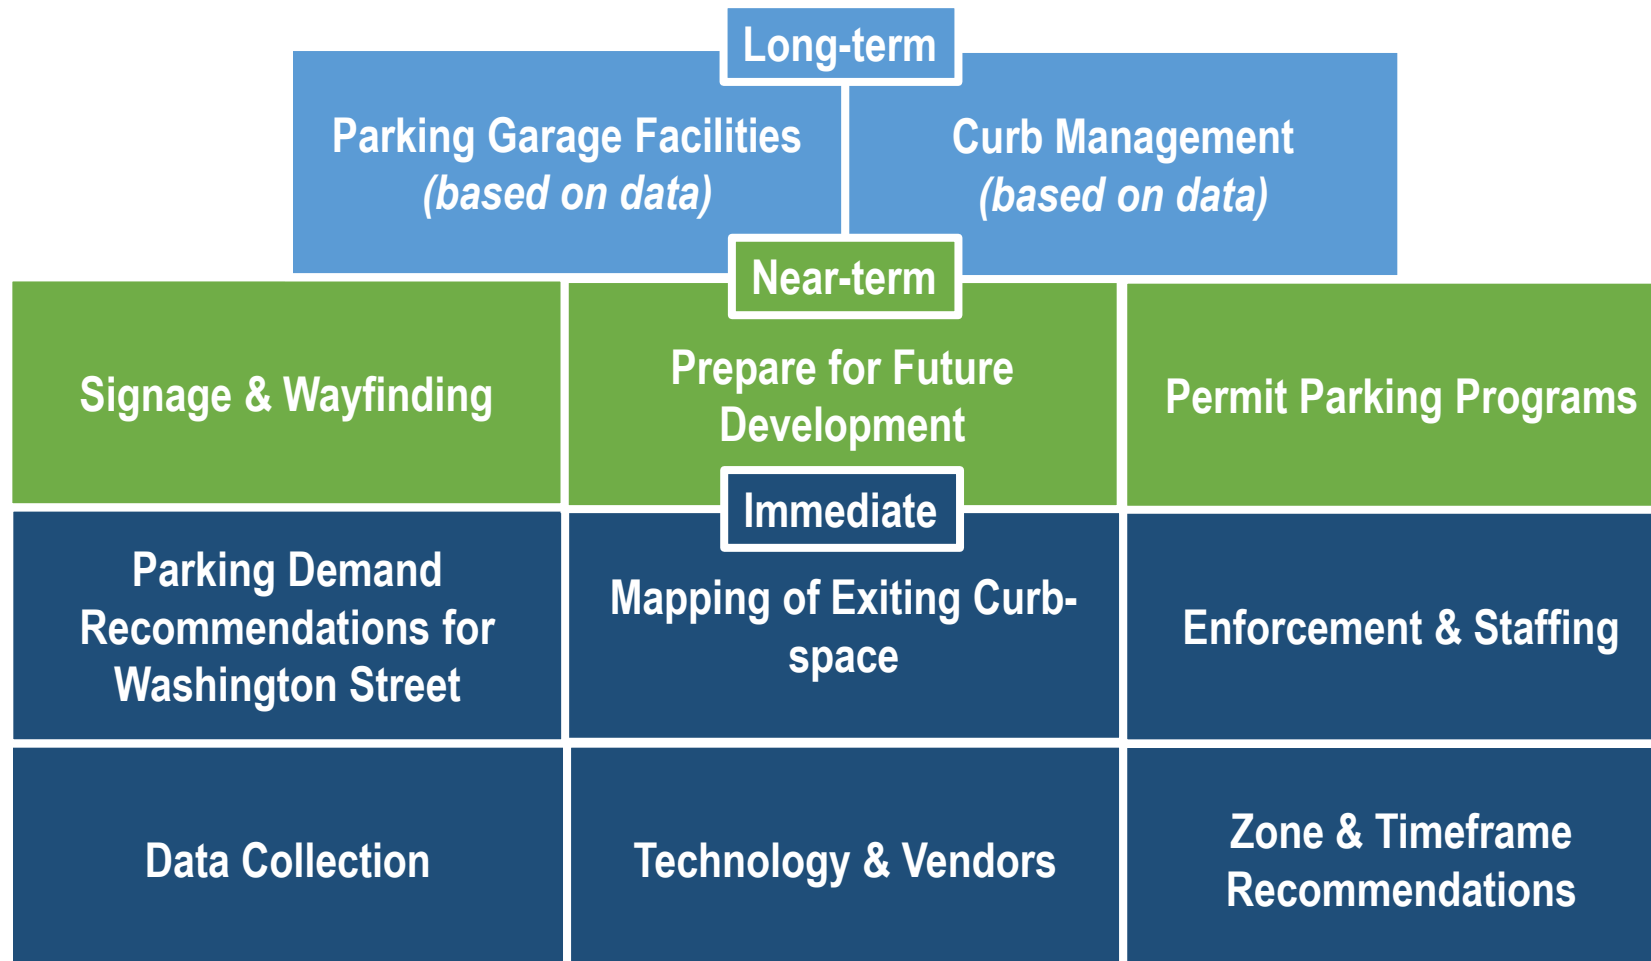 Long-term
Parking Garage Facilities
(based on data)
Curb Management
(based on data)
Near-term
Signage & Wayfinding
Prepare for Future
Development
Permit Parking Programs
Immediate
Parking Demand
Recommendations for
Washington Street
Mapping of Exiting Curb-
space
Enforcement & Staffing
Data Collection
Technology & Vendors
Zone & Timeframe
Recommendations